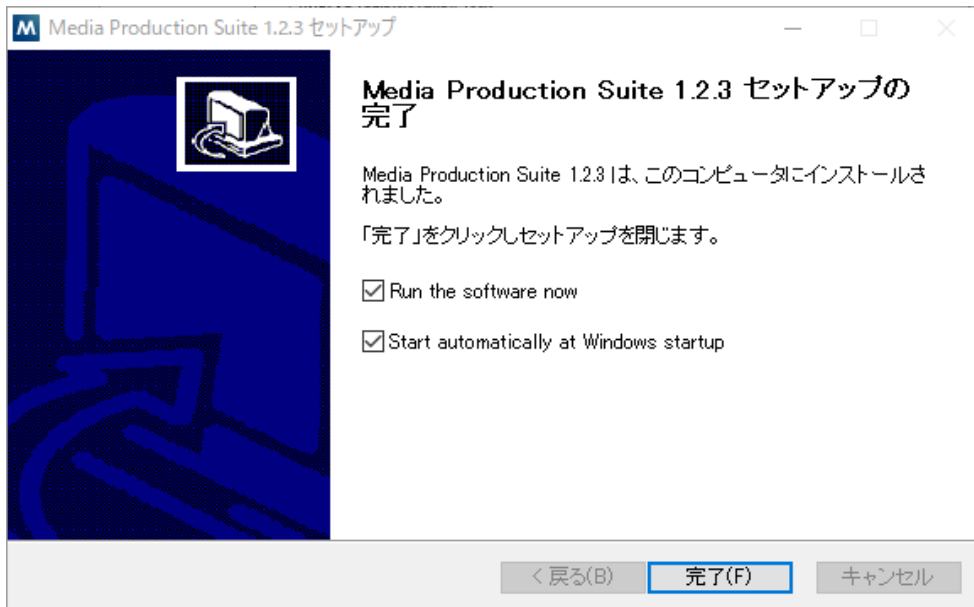 Media Production Suite 1.2.3 セットアップ
Media Production Suite 1.2.3 セットアップの
完了
Media Production Suite 1.2.3 は、このコンピュータにインストールさ
れました。
「完了」をクリックしセットアップを閉じます。
Run the software now
Start automatically at Windows startup
< 戻る(B)
完了(F)
キャンセル